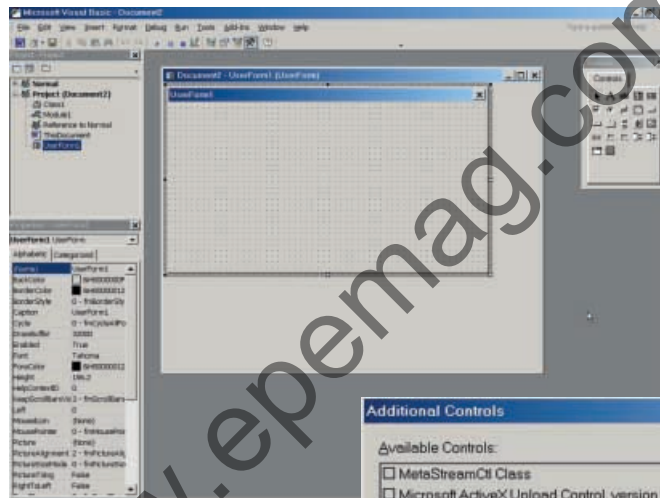 Microsoft Visual Basic - Document2
File Edit View Insert Format Debug Run Tools Add-Ins Window Help
Normal
Project (Document2)
Class1
Module1
Reference to Normal
ThisDocument
UserForm1
Document2 - UserForm1 (UserForm)
UserForm1
Controls
UserForm1 UserForm
Alphabetic Categorized
(Name) UserForm1
BackColor
BorderColor &H80000012
BorderStyle
Caption UserForm1
Cycle
DrawBuffer 32000
Enabled True
Font Tahoma
ForeColor &H80000012
Height
HelpContextID 0
Left 0
MouseIcon (None)
MousePointer
Picture (None)
PictureTiling False
RightToLeft False
Additional Controls
Available Controls:
MetaStreamCtl Class
Microsoft ActiveX Upload Control, version
www.epemag.com